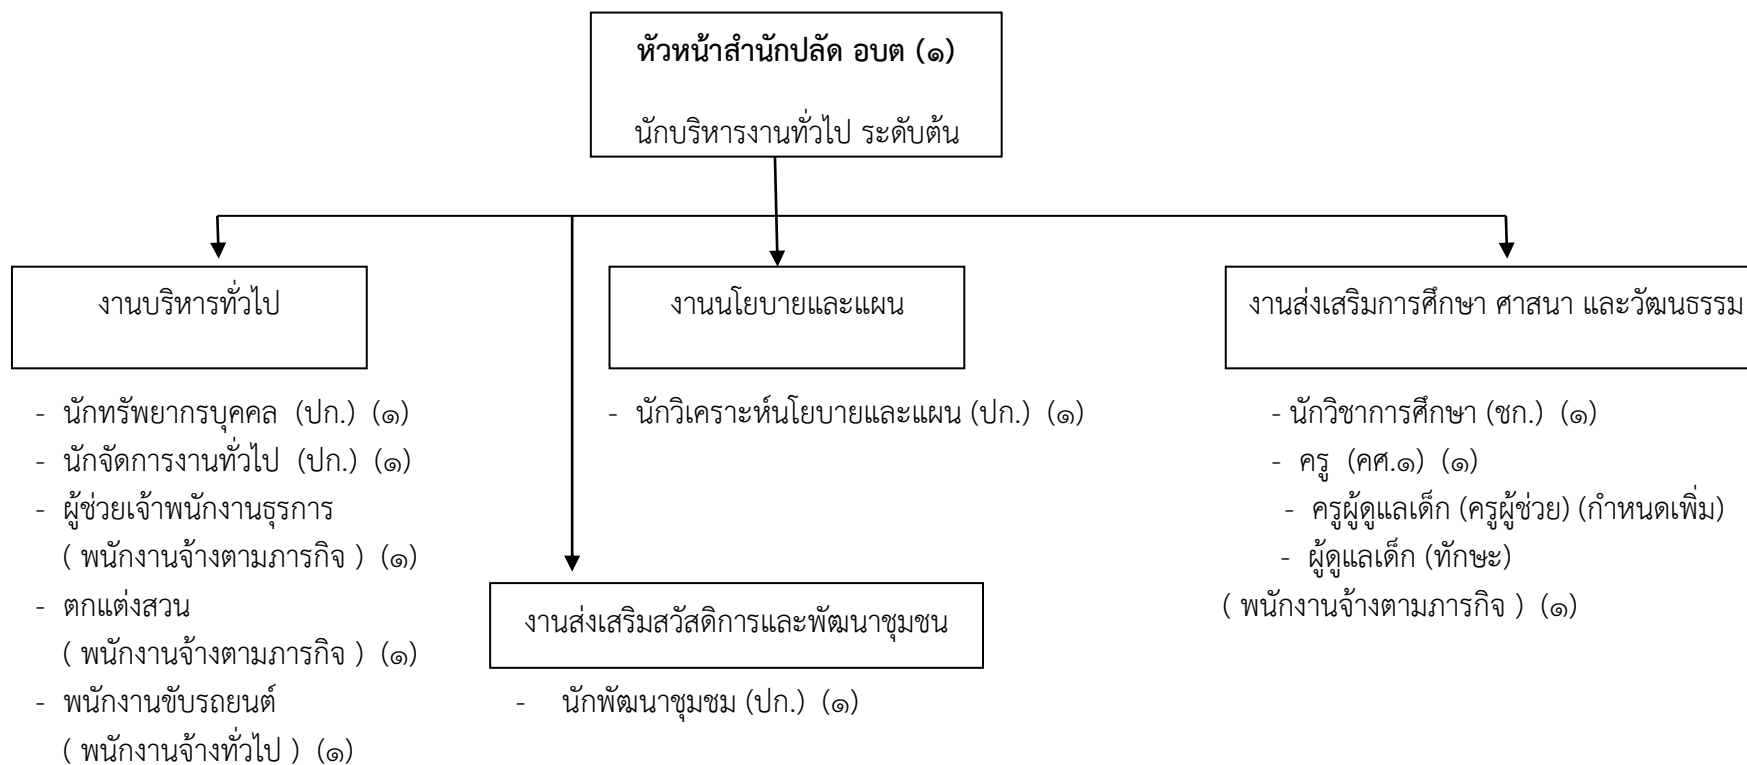 หัวหน้าสำนักปลัด อบต (๑)
นักบริหารงานทั่วไป ระดับต้น
งานบริหารทั่วไป
- นักทรัพยากรบุคคล (ปก.) (๑)
- นักจัดการงานทั่วไป (ปก.) (๑)
- ผู้ช่วยเจ้าพนักงานธุรการ
( พนักงานจ้างตามภารกิจ ) (๑)
- ตกแต่งสวน
( พนักงานจ้างตามภารกิจ ) (๑)
- พนักงานขับรถยนต์
( พนักงานจ้างทั่วไป ) (๑)
งานส่งเสริมสวัสดิการและพัฒนาชุมชน
- นักพัฒนาชุมชม (ปก.) (๑)
งานนโยบายและแผน
- นักวิเคราะห์นโยบายและแผน (ปก.) (๑)
งานส่งเสริมการศึกษา ศาสนา และวัฒนธรรม
- นักวิชาการศึกษา (ชก.) (๑)
- ครู (คศ.๑) (๑)
- ครูผู้ดูแลเด็ก (ครูผู้ช่วย) (กำหนดเพิ่ม)
- ผู้ดูแลเด็ก (ทักษะ)
( พนักงานจ้างตามภารกิจ ) (๑)